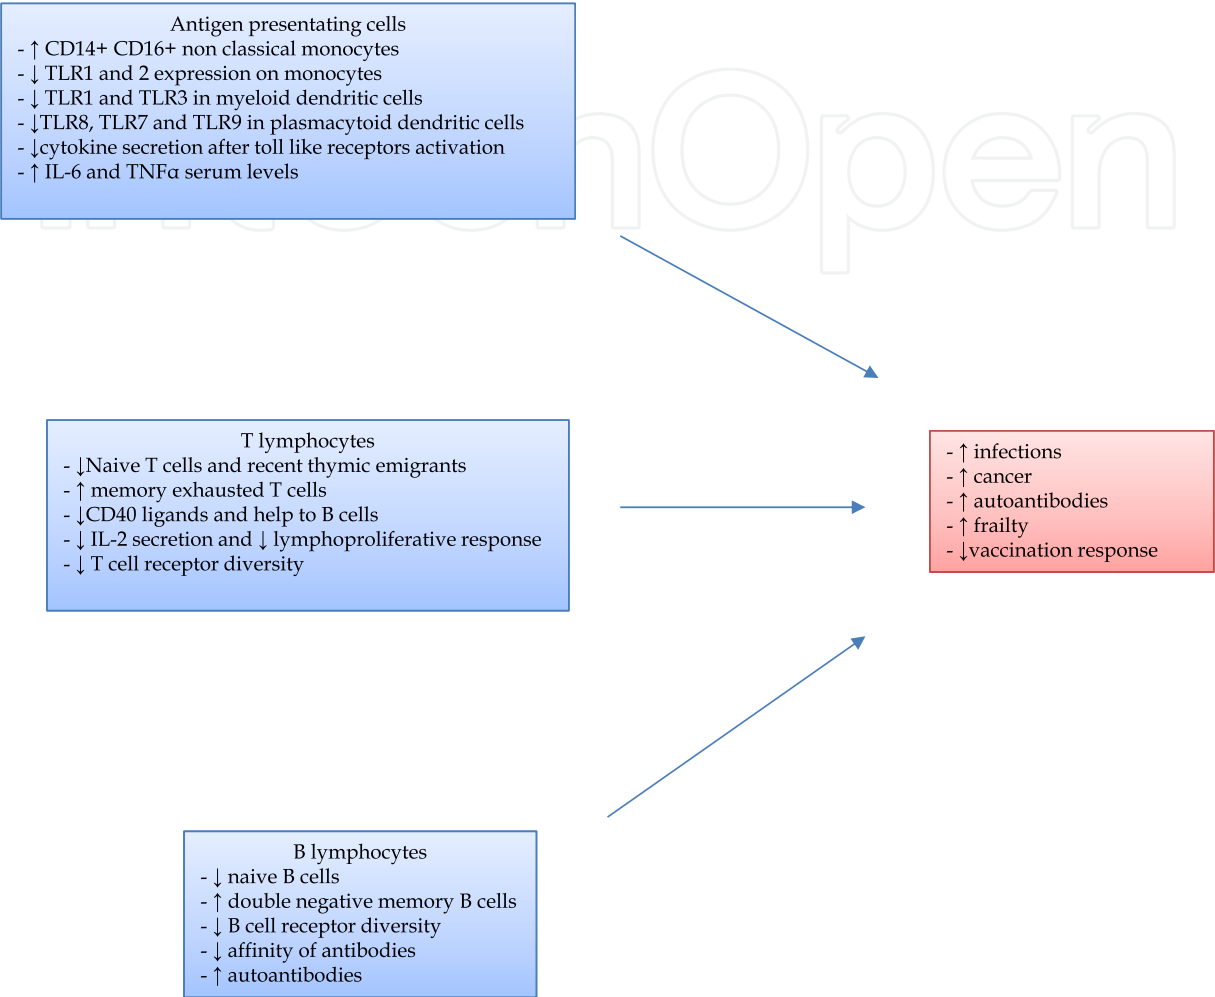 Antigen presentating cells
- ↑ CD14+ CD16+ non classical monocytes
- ↓ TLR1 and 2 expression on monocytes
- ↓ TLR1 and TLR3 in myeloid dendritic cells
- ↓TLR8, TLR7 and TLR9 in plasmacytoid dendritic cells
- ↓cytokine secretion after toll like receptors activation
- ↑ IL-6 and TNFα serum levels
Open
T lymphocytes
- ↓Naive T cells and recent thymic emigrants
- ↑ memory exhausted T cells
- ↓CD40 ligands and help to B cells
- ↓ IL-2 secretion and ↓ lymphoproliferative response
- ↓ T cell receptor diversity
- ↑ infections
- ↑ cancer
- ↑ autoantibodies
- ↑ frailty
- ↓vaccination response
B lymphocytes
- ↓ naive B cells
- ↑ double negative memory B cells
- ↓ B cell receptor diversity
- ↓ affinity of antibodies
- ↑ autoantibodies